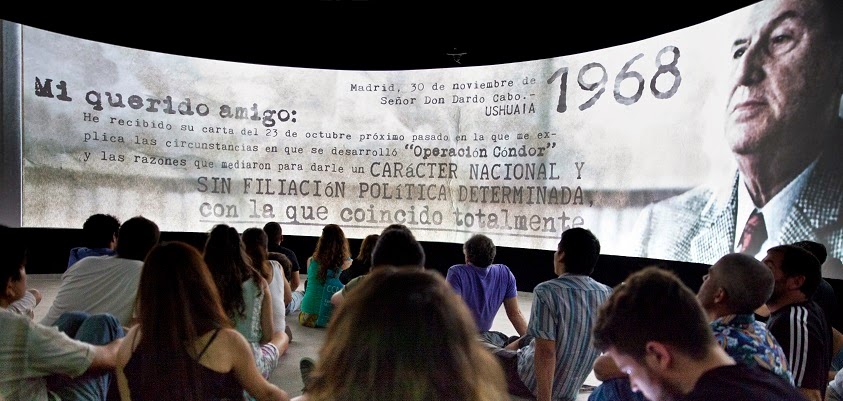 Madrid, 30 de noviembre de 1968
Señor Don Dardo Cabo.-
USHUAIA
Mi querido amigo:
He recibido su carta del 23 de octubre próximo pasado en la que me ex-
plica las circunstancias en que se desarrolló "Operación Cóndor"
y las razones que mediaron para darle un CARáCTER NACIONAL Y
SIN FILIACIóN POLíTICA DETERMINADA,
con la que coincido totalmente